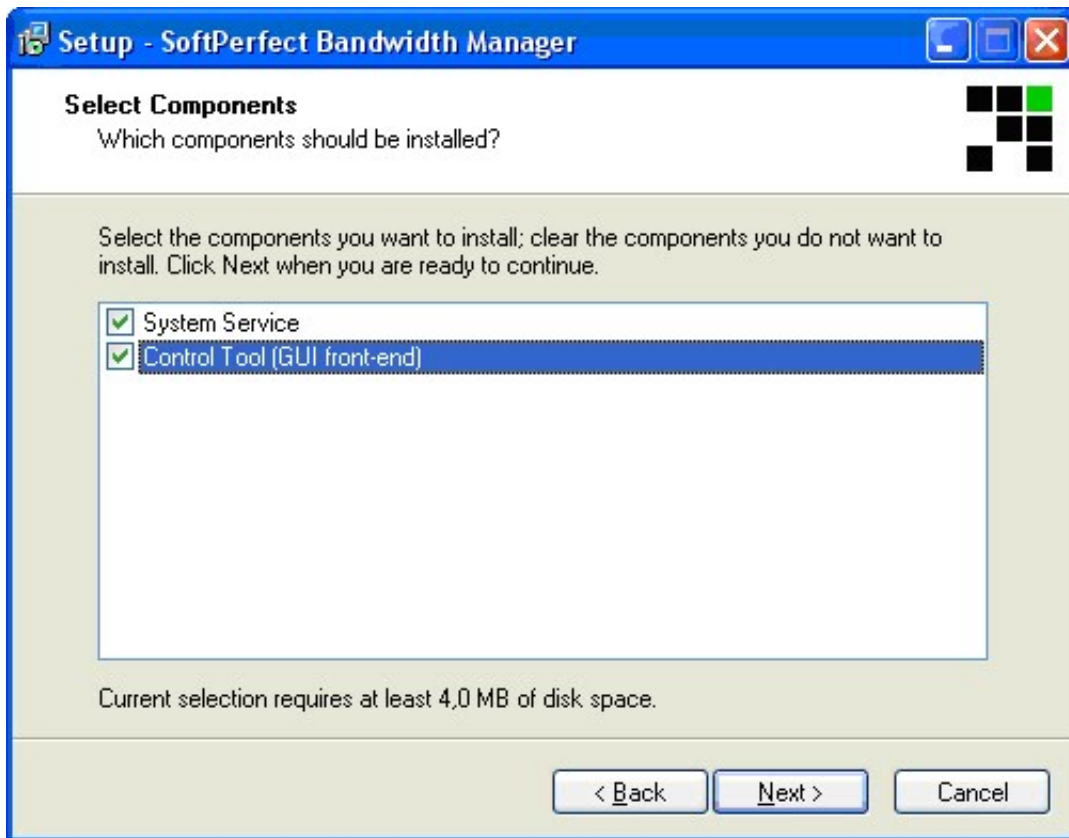 Setup - SoftPerfect Bandwidth Manager
Select Components
Which components should be installed?
Select the components you want to install; clear the components you do not want to
install. Click Next when you are ready to continue.
System Service
Control Tool (GUI front-end)
Current selection requires at least 4,0 MB of disk space.
< Back Next > Cancel